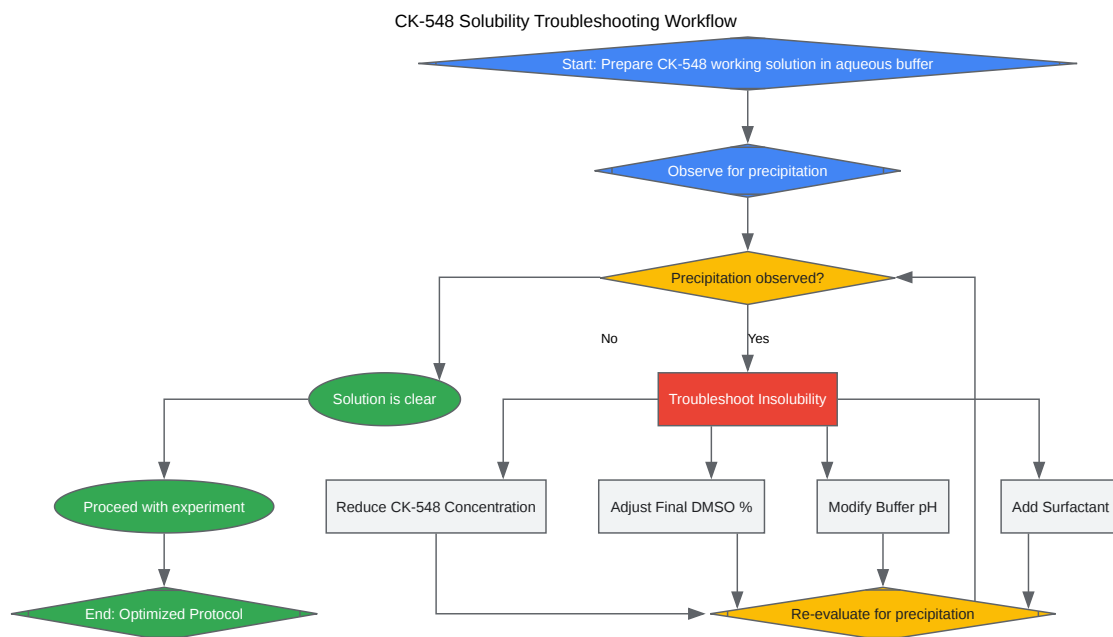 CK-548 Solubility Troubleshooting Workflow
Start: Prepare CK-548 working solution in aqueous buffer
Observe for precipitation
Precipitation observed?
No
Yes
Solution is clear
Troubleshoot Insolubility
Proceed with experiment
Reduce CK-548 Concentration
Adjust Final DMSO %
Modify Buffer pH
Add Surfactant
End: Optimized Protocol
Re-evaluate for precipitation